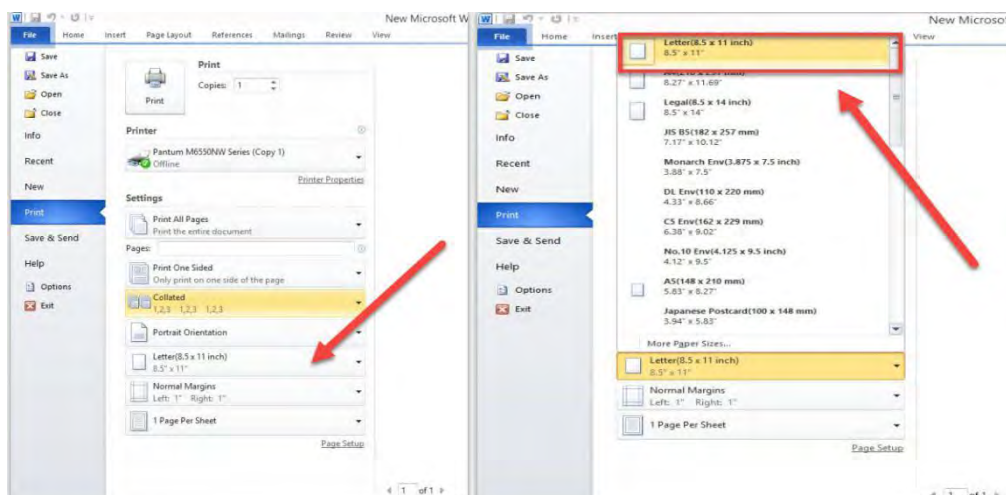 New Microsoft W
File Home Insert Page Layout References Mailings Review View
Save
Save As
Open
Close
Info
Recent
New
Print
Save & Send
Help
Options
Exit
Print
Copies: 1
Print
Printer
Pantum M6550NW Series (Copy 1)
Offline
Printer Properties
Settings
Print All Pages
Print the entire document
Pages:
Print One Sided
Only print on one side of the page
Collated
1,2,3 1,2,3 1,2,3
Portrait Orientation
Letter(8.5 x 11 inch)
8.5" x 11"
Normal Margins
Left: 1" Right: 1"
1 Page Per Sheet
Page Setup
1 of 1
New Microsof
File Home Insert View
Save
Save As
Open
Close
Info
Recent
New
Print
Save & Send
Help
Options
Exit
Letter(8.5 x 11 inch)
8.5" x 11"
8.27" x 11.69"
Legal(8.5 x 14 inch)
8.5" x 14"
JIS B5(182 x 257 mm)
7.17" x 10.12"
Monarch Env(3.875 x 7.5 inch)
3.88" x 7.5"
DL Env(110 x 220 mm)
4.33" x 8.66"
C5 Env(162 x 229 mm)
6.38" x 9.02"
No.10 Env(4.125 x 9.5 inch)
4.12" x 9.5"
A5(148 x 210 mm)
5.83" x 8.27"
Japanese Postcard(100 x 148 mm)
3.94" x 5.83"
More Paper Sizes...
Letter(8.5 x 11 inch)
8.5" x 11"
Normal Margins
Left: 1" Right: 1"
1 Page Per Sheet
Page Setup